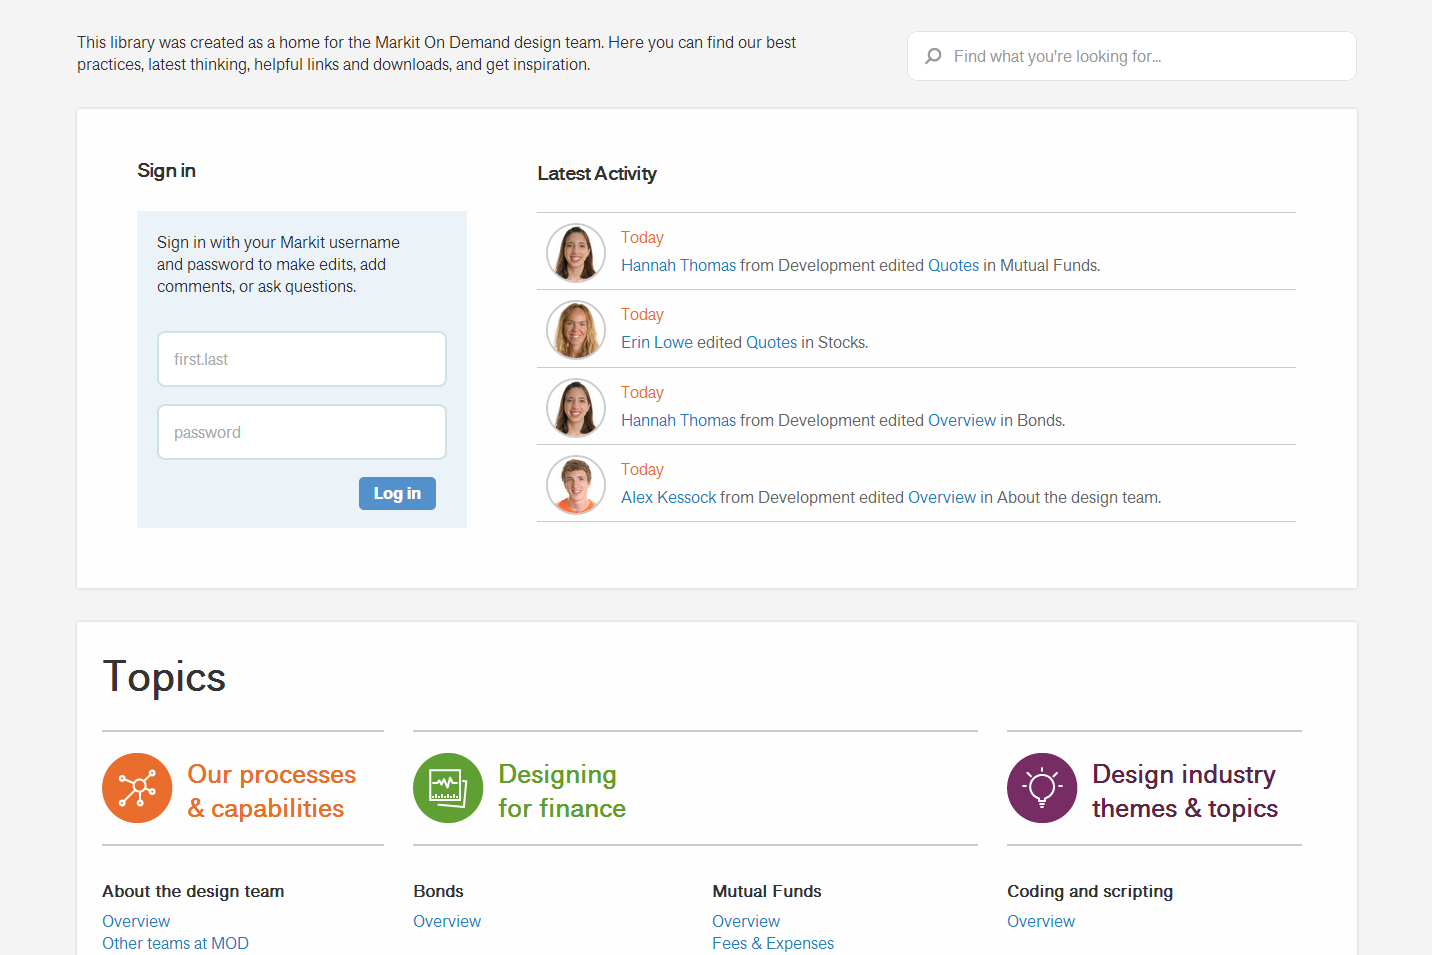 This library was created as a home for the Markit On Demand design team. Here you can find our best
practices, latest thinking, helpful links and downloads, and get inspiration.
Find what you're looking for...
Sign in
Sign in with your Markit username
and password to make edits, add
comments, or ask questions.
first.last
password
Log in
Latest Activity
Today
Hannah Thomas from Development edited Quotes in Mutual Funds.
Today
Erin Lowe edited Quotes in Stocks.
Today
Hannah Thomas from Development edited Overview in Bonds.
Today
Alex Kessock from Development edited Overview in About the design team.
Topics
Our processes
& capabilities
Designing
for finance
Design industry
themes & topics
About the design team
Overview
Other teams at MOD
Bonds
Overview
Mutual Funds
Overview
Fees & Expenses
Coding and scripting
Overview